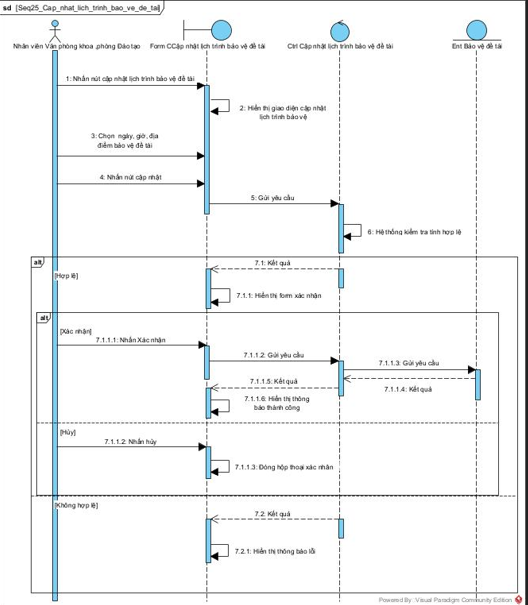 sd [Seq25_Cap_nhat_lich_trinh_bao_ve_de_tai]
Nhân viên Văn phòng khoa ,phòng Đào tạo
Form CCập nhật lịch trình bảo vệ đề tài
Ctrl Cập nhật lịch trình bảo vệ đề tài
Ent Bảo vệ đề tài
1: Nhấn nút cập nhật lịch trình bảo vệ đề tài
2: Hiển thị giao diện cập nhật
lịch trình bảo vệ
3: Chọn ngày, giờ, địa
điểm bảo vệ đề tài
4: Nhấn nút cập nhật
5: Gửi yêu cầu
6: Hệ thống kiểm tra tính hợp lệ
alt
7.1: Kết quả
[Hợp lệ]
7.1.1: Hiển thị form xác nhận
alt
[Xác nhận]
7.1.1.1: Nhấn Xác nhận
7.1.1.2: Gửi yêu cầu
7.1.1.3: Gửi yêu cầu
7.1.1.5: Kết quả
7.1.1.4: Kết quả
7.1.1.6: Hiển thị thông
báo thành công
[Hủy]
7.1.1.2: Nhấn hủy
7.1.1.3: Đóng hộp thoại xác nhận
[Không hợp lệ]
7.2. Kết quả
7.2.1: Hiển thị thông báo lỗi
Powered By :Visual Paradigm Community Edition